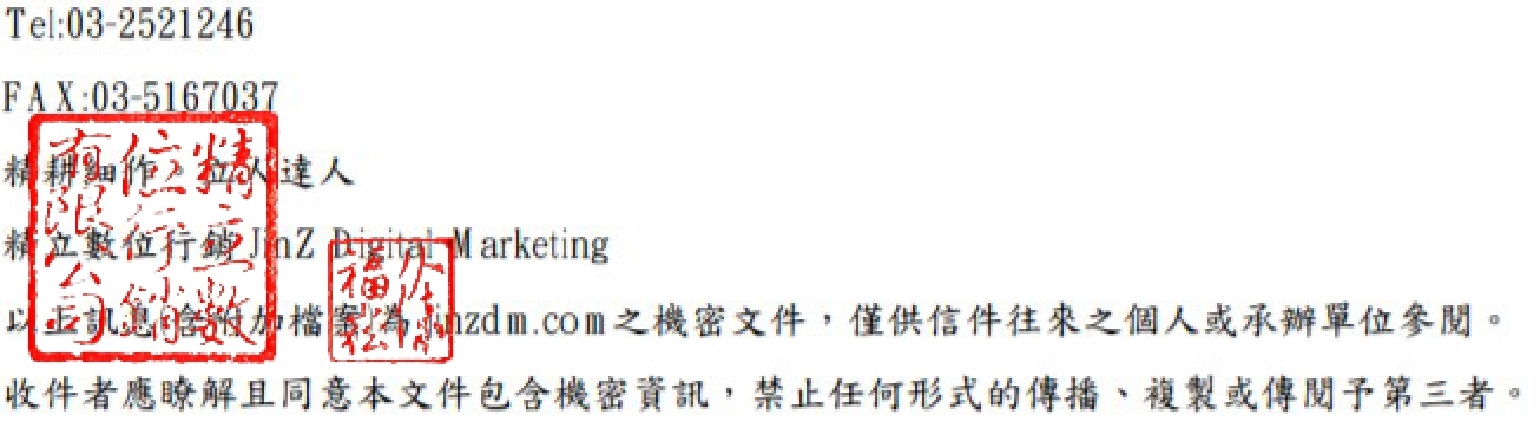 Tel:03-2521246
FAX:03-5167037
精耕細作。立人達人
精立數位行銷 JinZ Digital Marketing
以上訊息(含附加檔案)為 jinzdm.com之機密文件，僅供信件往來之個人或承辦單位參閱。
收件者應瞭解且同意本文件包含機密資訊，禁止任何形式的傳播、複製或傳閱予第三者。
精立數
位行銷
有限公司